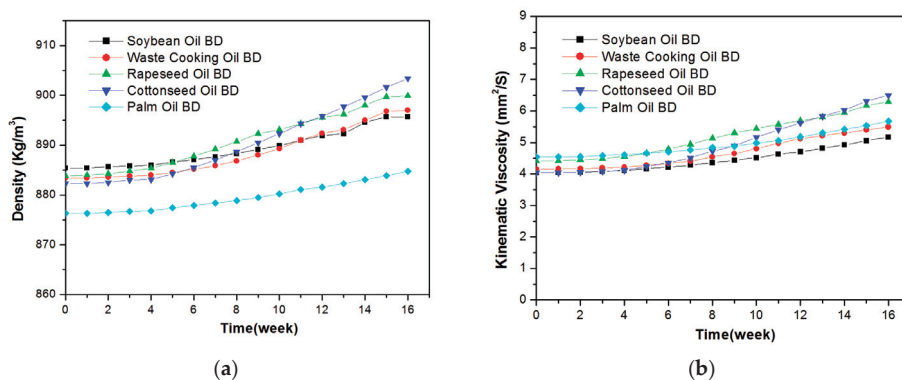 Soybean Oil BD
Waste Cooking Oil BD
Rapeseed Oil BD
Cottonseed Oil BD
Palm Oil BD
Density (Kg/m³)
910
900
890
880
870
860
0 2 4 6 8 10 12 14 16
Time(week)
(a)
Soybean Oil BD
Waste Cooking Oil BD
Rapeseed Oil BD
Cottonseed Oil BD
Palm Oil BD
Kinematic Viscosity (mm²/S)
9
8
7
6
5
4
3
2
1
0
0 2 4 6 8 10 12 14 16
Time(week)
(b)